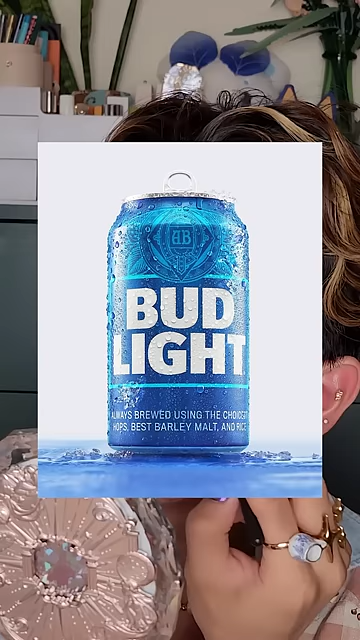 BUD
LIGHT
ALWAYS BREWED USING THE CHOICEST
HOPS, BEST BARLEY MALT, AND RICE